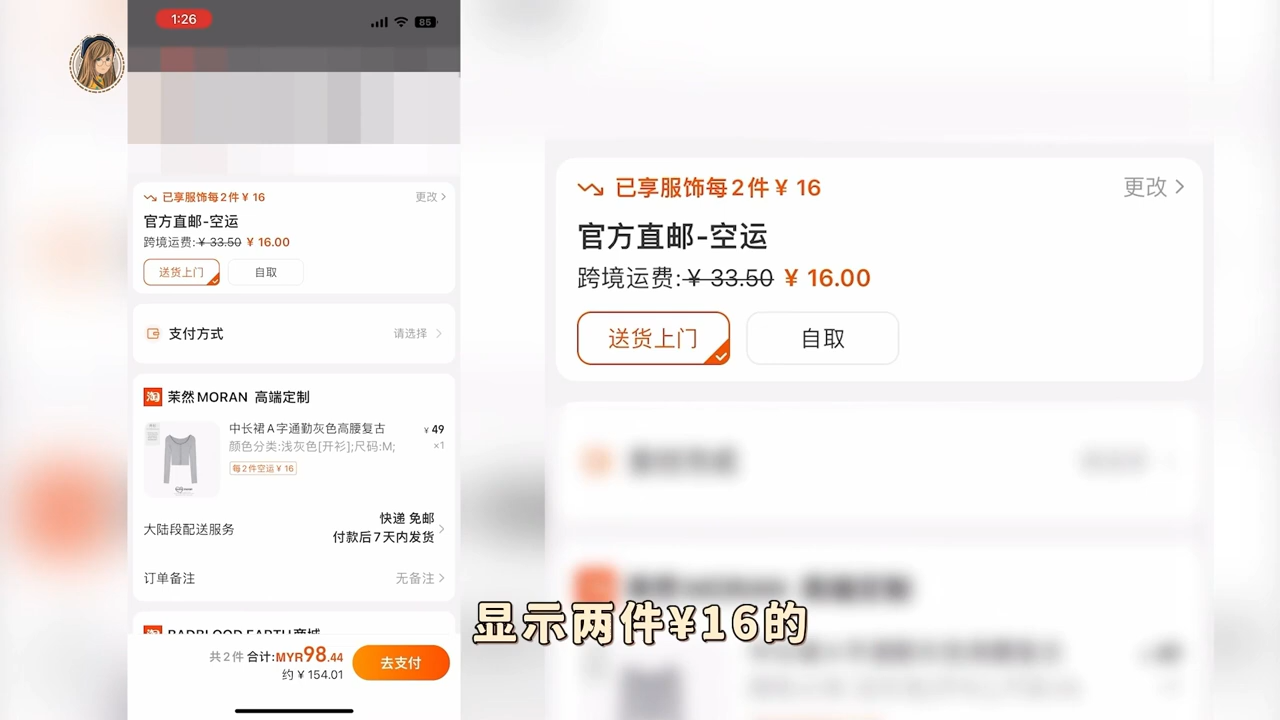 1:26
85
已享服饰每2件¥16
更改
官方直邮-空运
跨境运费:¥33.50 ¥16.00
送货上门
自取
支付方式
请选择
茉然MORAN 高端定制
中长裙A字通勤灰色高腰复古
¥49
颜色分类:浅灰色[开衫];尺码:M;
×1
每2件空运¥16
大陆段配送服务
快递 免邮
付款后7天内发货
订单备注
无备注
BADBLOOD EARTH商城
共2件 合计:MYR98.44
约¥154.01
去支付
已享服饰每2件¥16
更改
官方直邮-空运
跨境运费:¥33.50 ¥16.00
送货上门
自取
显示两件¥16的